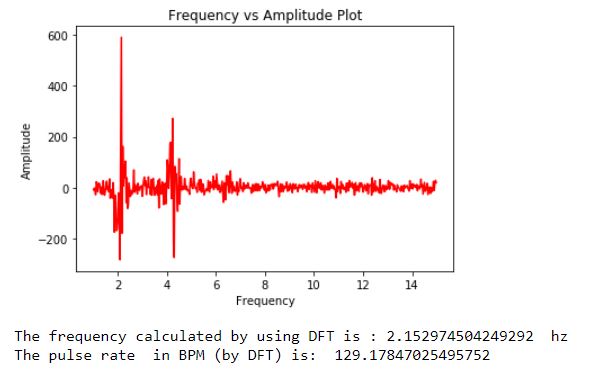 Frequency vs Amplitude Plot
600
400
200
0
−200
Amplitude
2 4 6 8 10 12 14
Frequency
The frequency calculated by using DFT is : 2.152974504249292  hz
The pulse rate  in BPM (by DFT) is:  129.17847025495752